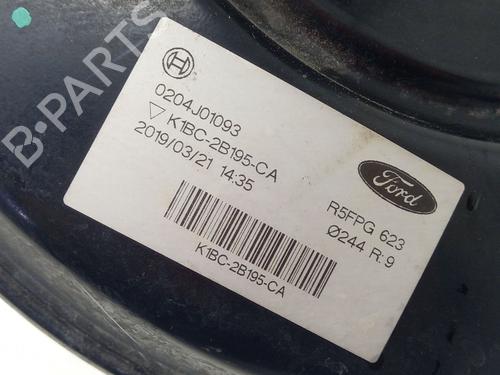 B-PARTS
0204J01093
▽ K1BC-2B195-CA
2019/03/21 14:35
Ford
R5FPG 623
Ø244 R:9
K1BC-2B195-CA